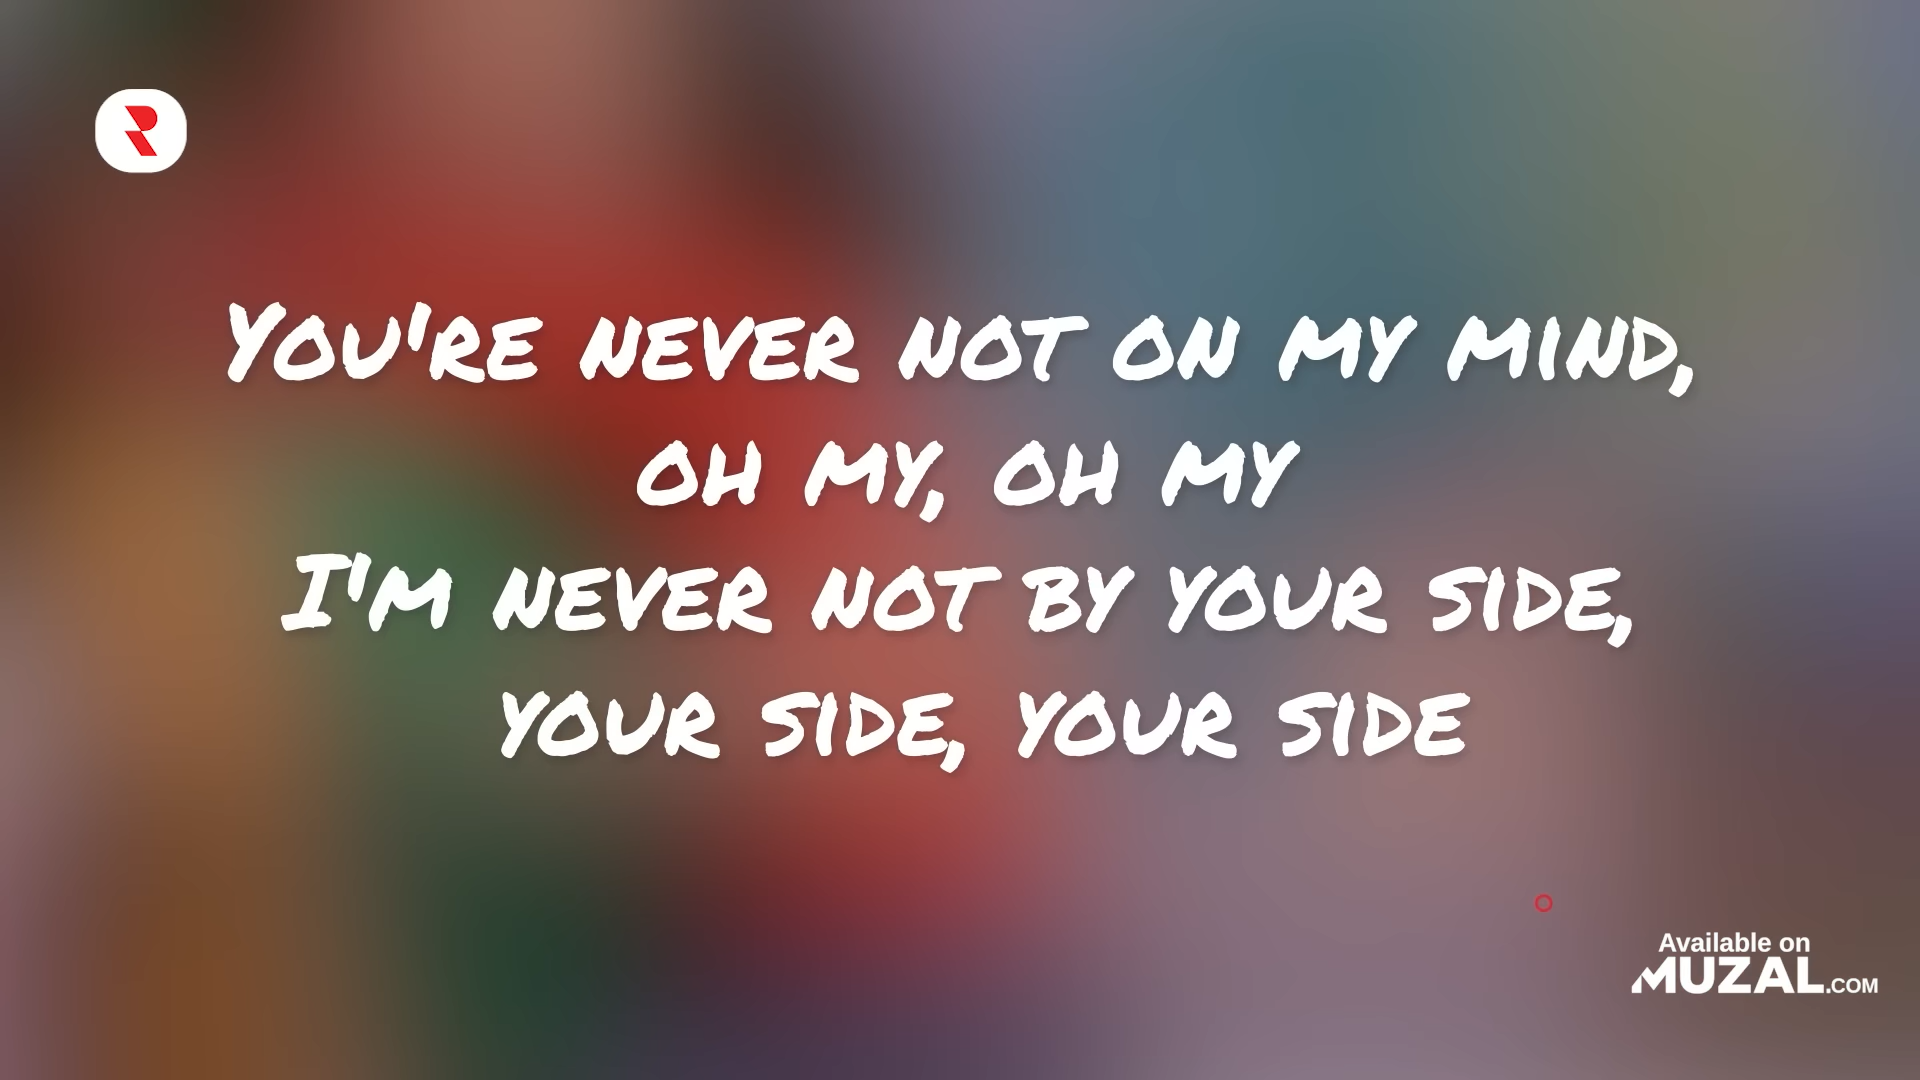 R
You're never not on my mind,
oh my, oh my
I'm never not by your side,
your side, your side
Available on
MUZAL.COM